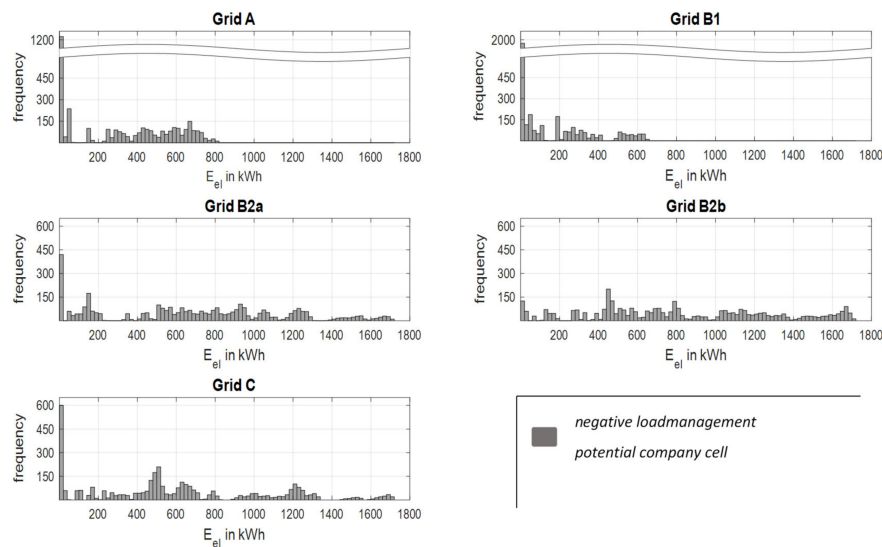 Grid A
1200
450
300
150
frequency
200 400 600 800 1000 1200 1400 1600 1800
E_el in kWh
Grid B1
2000
450
300
150
frequency
200 400 600 800 1000 1200 1400 1600 1800
E_el in kWh
Grid B2a
600
450
300
150
frequency
200 400 600 800 1000 1200 1400 1600 1800
E_el in kWh
Grid B2b
600
450
300
150
frequency
200 400 600 800 1000 1200 1400 1600 1800
E_el in kWh
Grid C
600
450
300
150
frequency
200 400 600 800 1000 1200 1400 1600 1800
E_el in kWh
negative loadmanagement
potential company cell